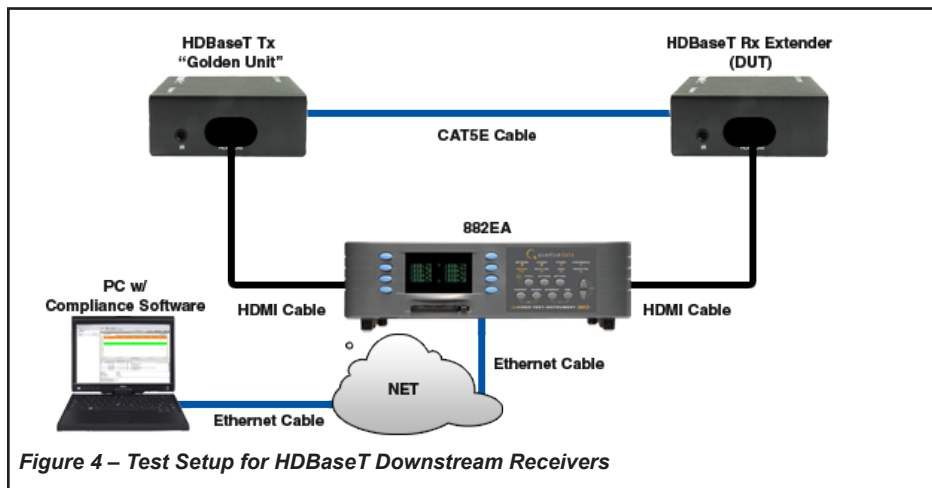 HDBaseT Tx
“Golden Unit”
HDBaseT Rx Extender
(DUT)
CAT5E Cable
882EA
QUANTUMDATA
PC w/
Compliance Software
HDMI Cable
HDMI Cable
Ethernet Cable
NET
Ethernet Cable
Figure 4 – Test Setup for HDBaseT Downstream Receivers